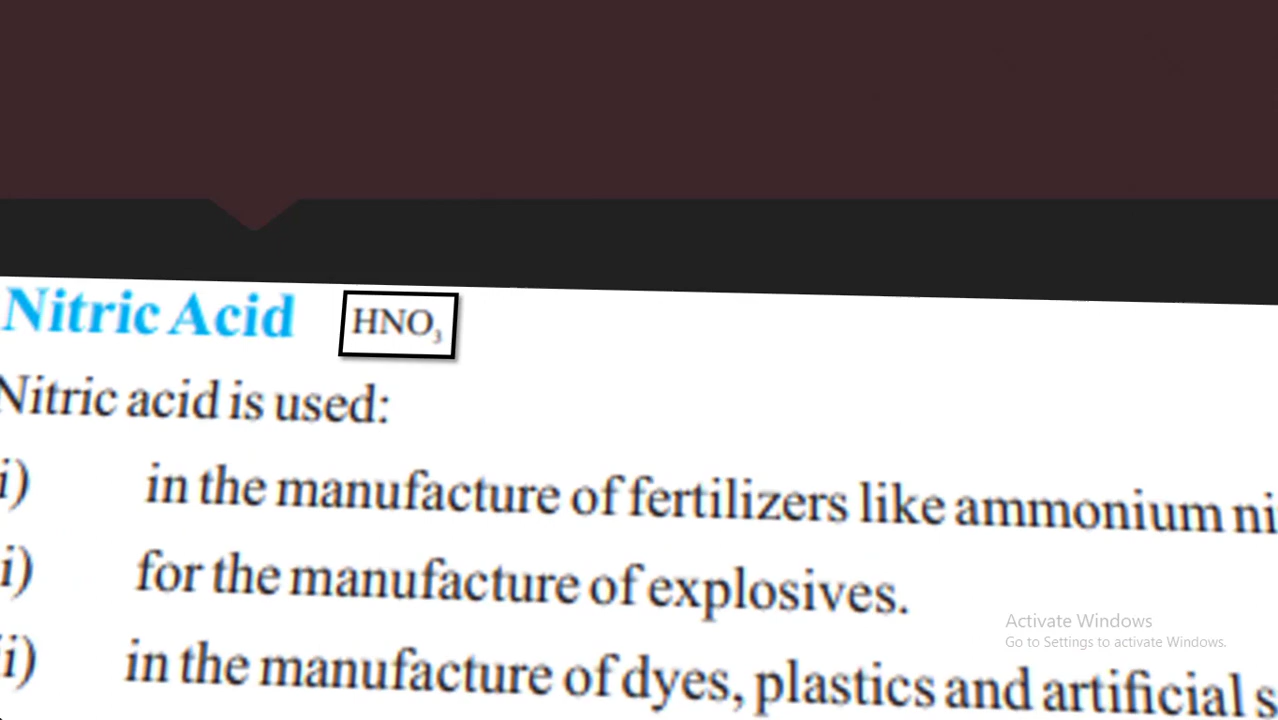 Nitric Acid HNO₃
Nitric acid is used:
i) in the manufacture of fertilizers like ammonium
i) for the manufacture of explosives.
i) in the manufacture of dyes, plastics and artificial
Activate Windows
Go to Settings to activate Windows.